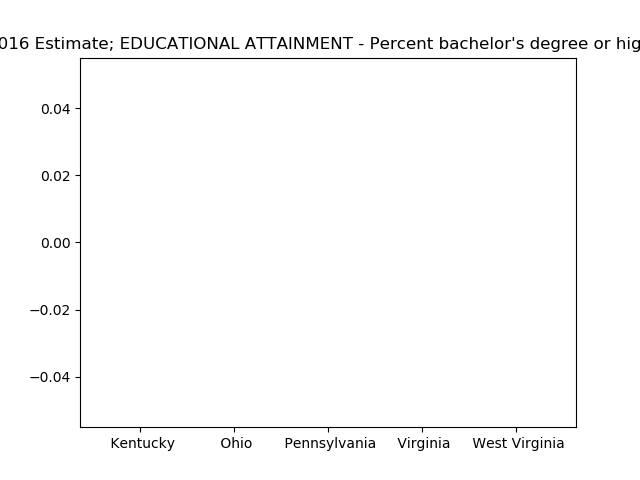 016 Estimate; EDUCATIONAL ATTAINMENT - Percent bachelor's degree or hig
0.04
0.02
0.00
−0.02
−0.04
Kentucky Ohio Pennsylvania Virginia West Virginia